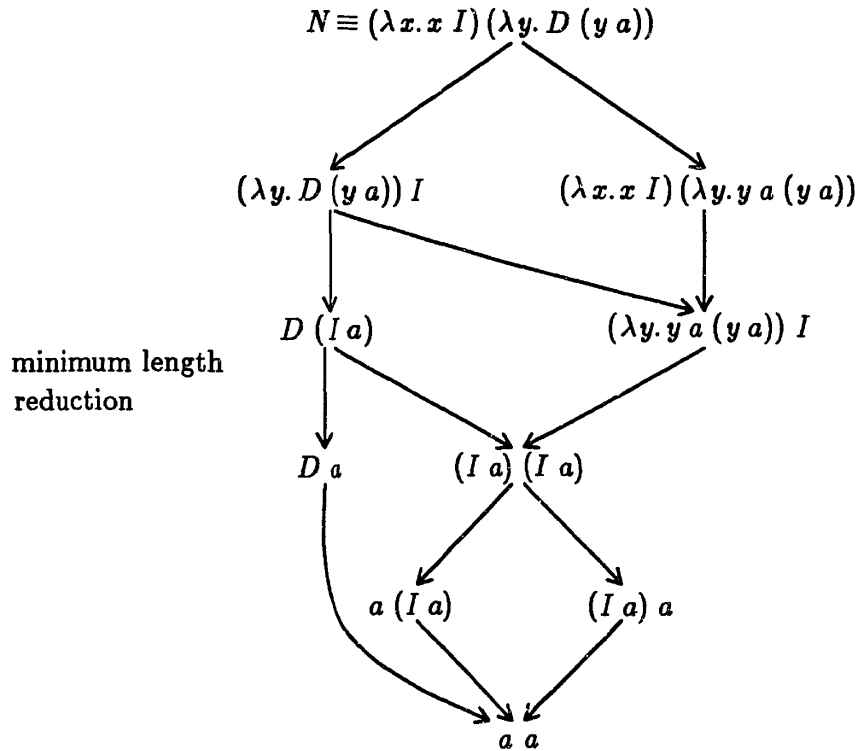 N ≡ (λx.x I)(λy.D (y a))
(λy.D (y a)) I
(λx.x I)(λy.y a (y a))
D (I a)
(λy.y a (y a)) I
minimum length
reduction
D a
(I a) (I a)
a (I a)
(I a) a
a a